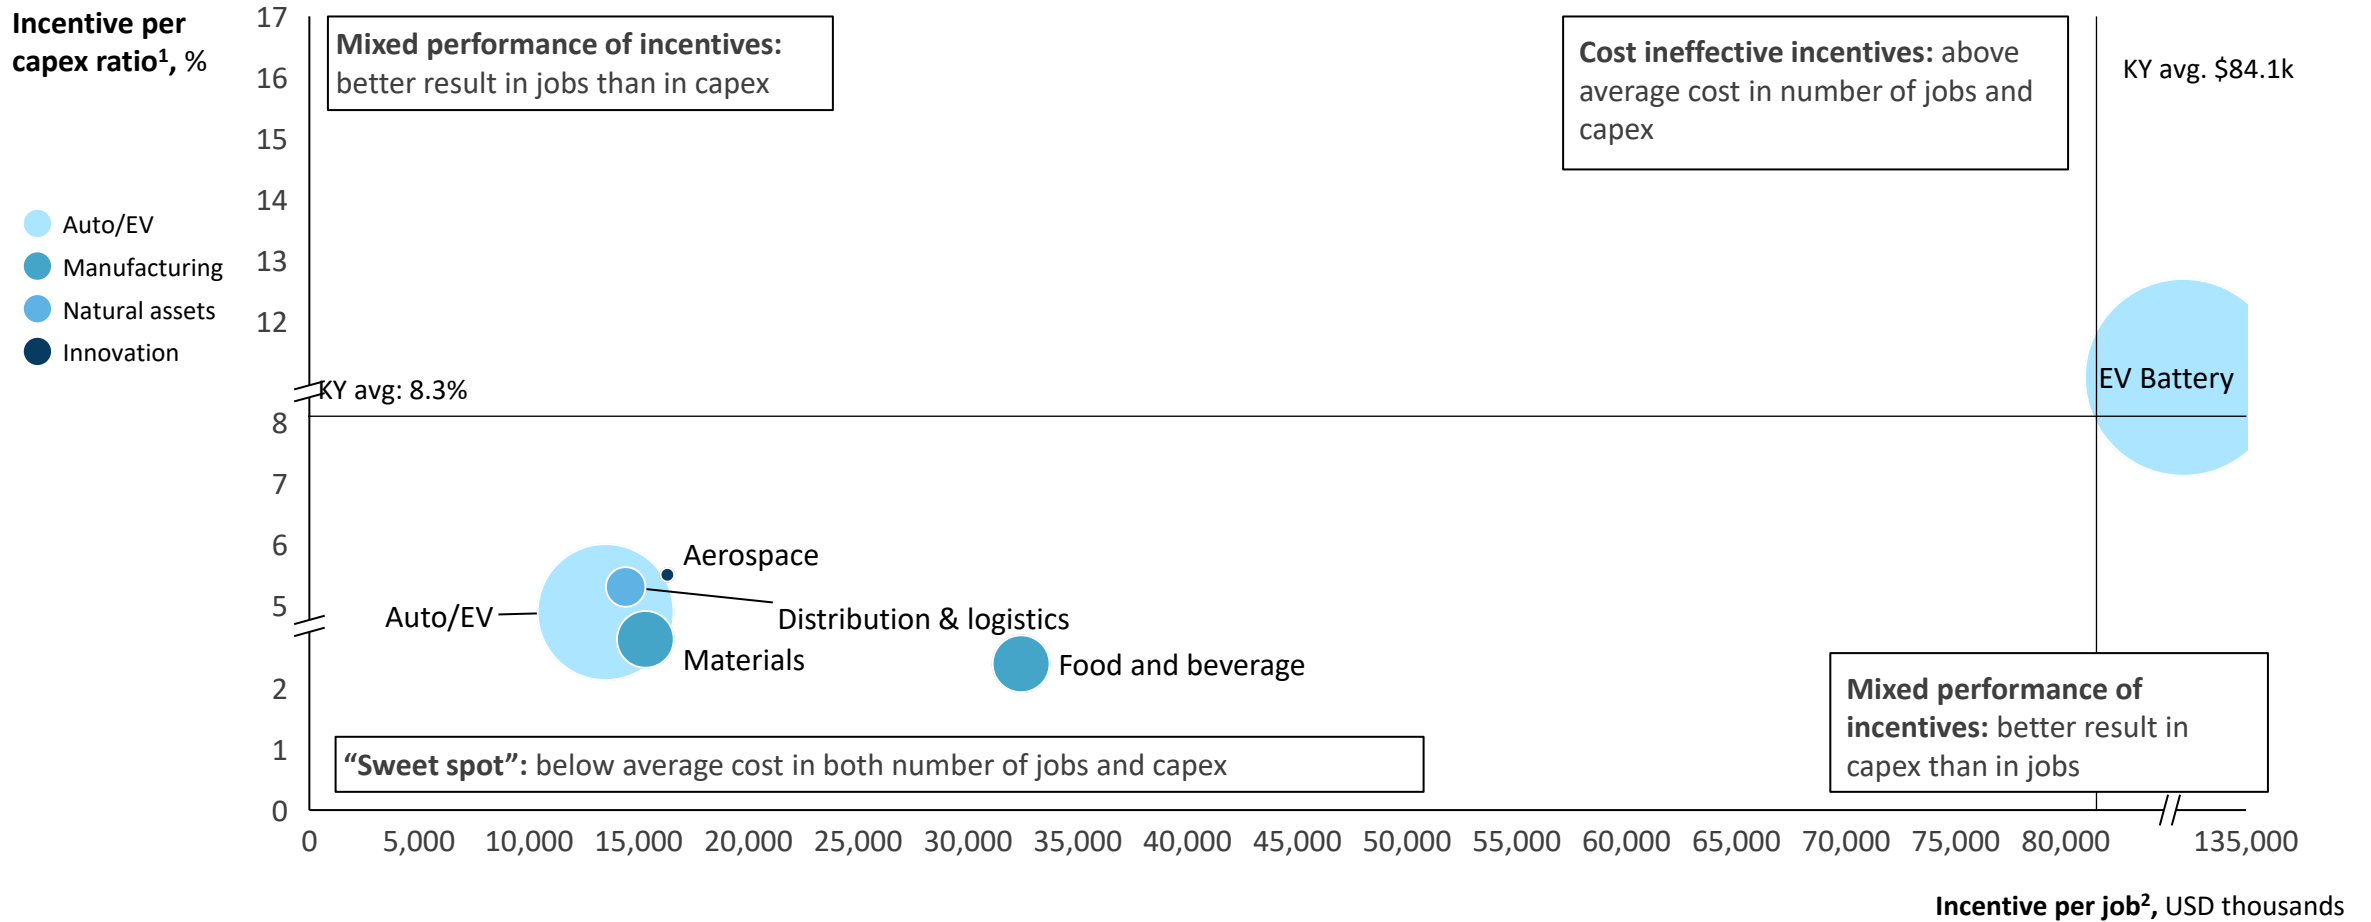 Incentive per
capex ratio¹, %
Auto/EV
Manufacturing
Natural assets
Innovation
17
16
15
14
13
12
8
7
6
5
2
1
0
Mixed performance of incentives:
better result in jobs than in capex
Cost ineffective incentives: above
average cost in number of jobs and
capex
KY avg. $84.1k
KY avg: 8.3%
EV Battery
Aerospace
Auto/EV
Distribution & logistics
Materials
Food and beverage
“Sweet spot”: below average cost in both number of jobs and capex
Mixed performance of
incentives: better result in
capex than in jobs
0 5,000 10,000 15,000 20,000 25,000 30,000 35,000 40,000 45,000 50,000 55,000 60,000 65,000 70,000 75,000 80,000 135,000
Incentive per job², USD thousands